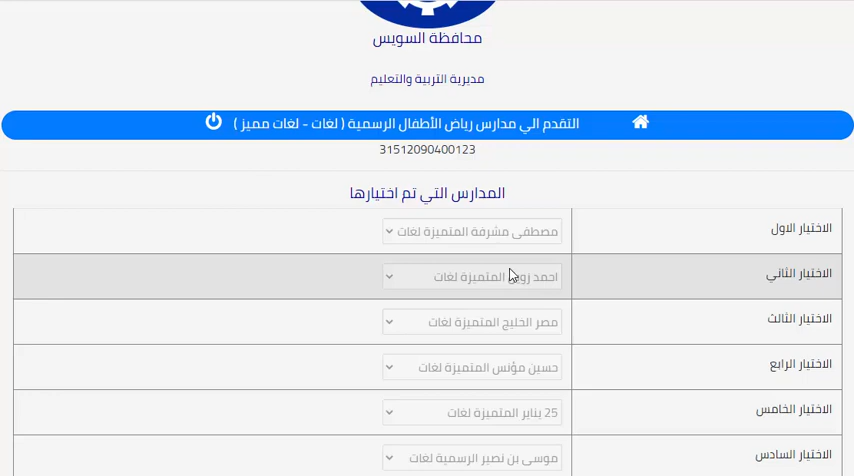 محافظة السويس
مديرية التربية والتعليم
التقدم الي مدارس رياض الأطفال الرسمية ( لغات - لغات مميز )
31512090400123
المدارس التي تم اختيارها
الاختيار الاول
مصطفى مشرفة المتميزة لغات
الاختيار الثاني
احمد زويل المتميزة لغات
الاختيار الثالث
مصر الخليج المتميزة لغات
الاختيار الرابع
حسين مؤنس المتميزة لغات
الاختيار الخامس
25 يناير المتميزة لغات
الاختيار السادس
موسى بن نصير الرسمية لغات